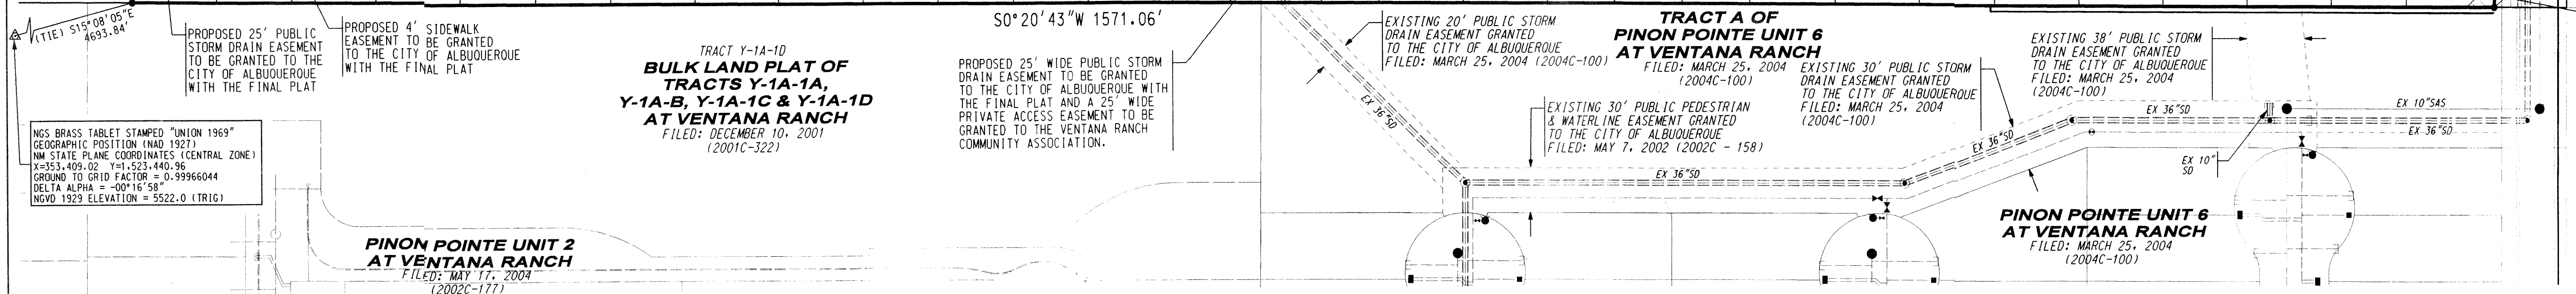 (TIE) S15°08'05"E
4693.84'
PROPOSED 25' PUBLIC
STORM DRAIN EASEMENT
TO BE GRANTED TO THE
CITY OF ALBUQUERQUE
WITH THE FINAL PLAT
PROPOSED 4' SIDEWALK
EASEMENT TO BE GRANTED
TO THE CITY OF ALBUQUERQUE
WITH THE FINAL PLAT
NGS BRASS TABLET STAMPED "UNION 1969"
GEOGRAPHIC POSITION (NAD 1927)
NM STATE PLANE COORDINATES (CENTRAL ZONE)
X=353,409.02 Y=1,523,440.96
GROUND TO GRID FACTOR = 0.99966044
DELTA ALPHA = -00°16'58"
NGVD 1929 ELEVATION = 5522.0 (TRIG)
PINON POINTE UNIT 2
AT VENTANA RANCH
FILED: MAY 17, 2004
(2002C-177)
TRACT Y-1A-1D
BULK LAND PLAT OF
TRACTS Y-1A-1A,
Y-1A-B, Y-1A-1C & Y-1A-1D
AT VENTANA RANCH
FILED: DECEMBER 10, 2001
(2001C-322)
S0°20'43"W 1571.06'
PROPOSED 25' WIDE PUBLIC STORM
DRAIN EASEMENT TO BE GRANTED
TO THE CITY OF ALBUQUERQUE WITH
THE FINAL PLAT AND A 25' WIDE
PRIVATE ACCESS EASEMENT TO BE
GRANTED TO THE VENTANA RANCH
COMMUNITY ASSOCIATION.
EX 36"SD
EXISTING 20' PUBLIC STORM
DRAIN EASEMENT GRANTED
TO THE CITY OF ALBUQUERQUE
FILED: MARCH 25, 2004 (2004C-100)
TRACT A OF
PINON POINTE UNIT 6
AT VENTANA RANCH
FILED: MARCH 25, 2004
(2004C-100)
EXISTING 30' PUBLIC PEDESTRIAN
& WATERLINE EASEMENT GRANTED
TO THE CITY OF ALBUQUERQUE
FILED: MAY 7, 2002 (2002C - 158)
EX 36"SD
EXISTING 30' PUBLIC STORM
DRAIN EASEMENT GRANTED
TO THE CITY OF ALBUQUERQUE
FILED: MARCH 25, 2004
(2004C-100)
EX 36"SD
EXISTING 38' PUBLIC STORM
DRAIN EASEMENT GRANTED
TO THE CITY OF ALBUQUERQUE
FILED: MARCH 25, 2004
(2004C-100)
EX 36"SD
EX 10"SAS
EX 36"SD
EX 10"
SD
PINON POINTE UNIT 6
AT VENTANA RANCH
FILED: MARCH 25, 2004
(2004C-100)